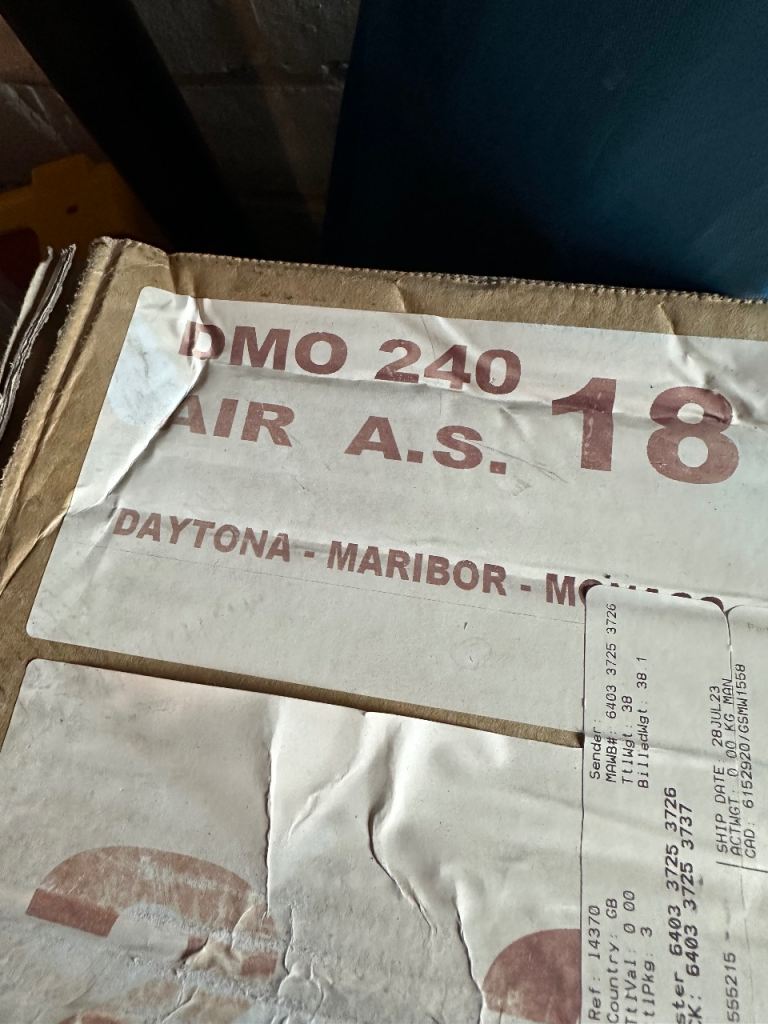 DMO 240
AIR A.S. 18
DAYTONA - MARIBOR -
Sender:
MAWB#: 6403 3725 3726
TtlWgt: 38
BilledWgt: 38.1
SHIP DATE: 28JUL23
ACTWGT: 0.00 KG MAN
CAD: 6152920/GSMW1558
Ref: 14370
Country: GB
TtlVal: 0 00
tlPkg: 3
ster 6403 3725 3726
CK: 6403 3725 3737
555215 -